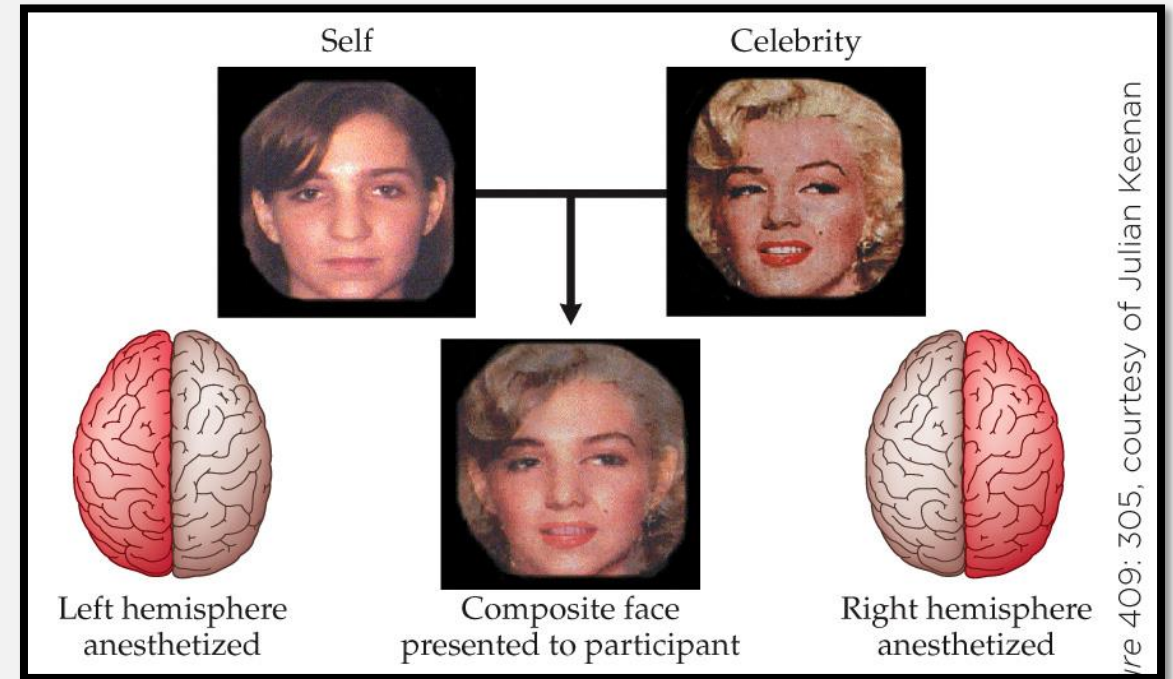 Self
Celebrity
Left hemisphere
anesthetized
Composite face
presented to participant
Right hemisphere
anesthetized
409: 305, courtesy of Julian Keenan